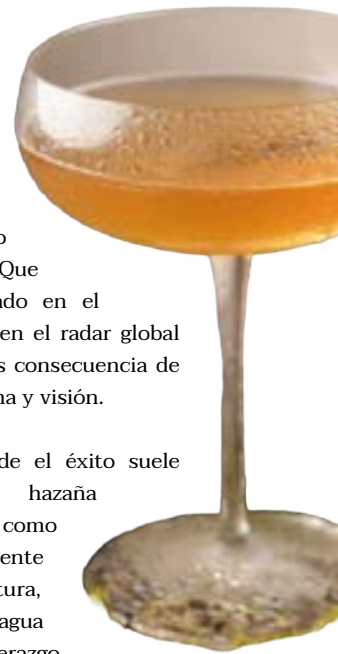 o
Que
ado en el
en el radar global
s consecuencia de
na y visión.
de el éxito suele
hazaña
como
ente
tura,
agua
erazgo